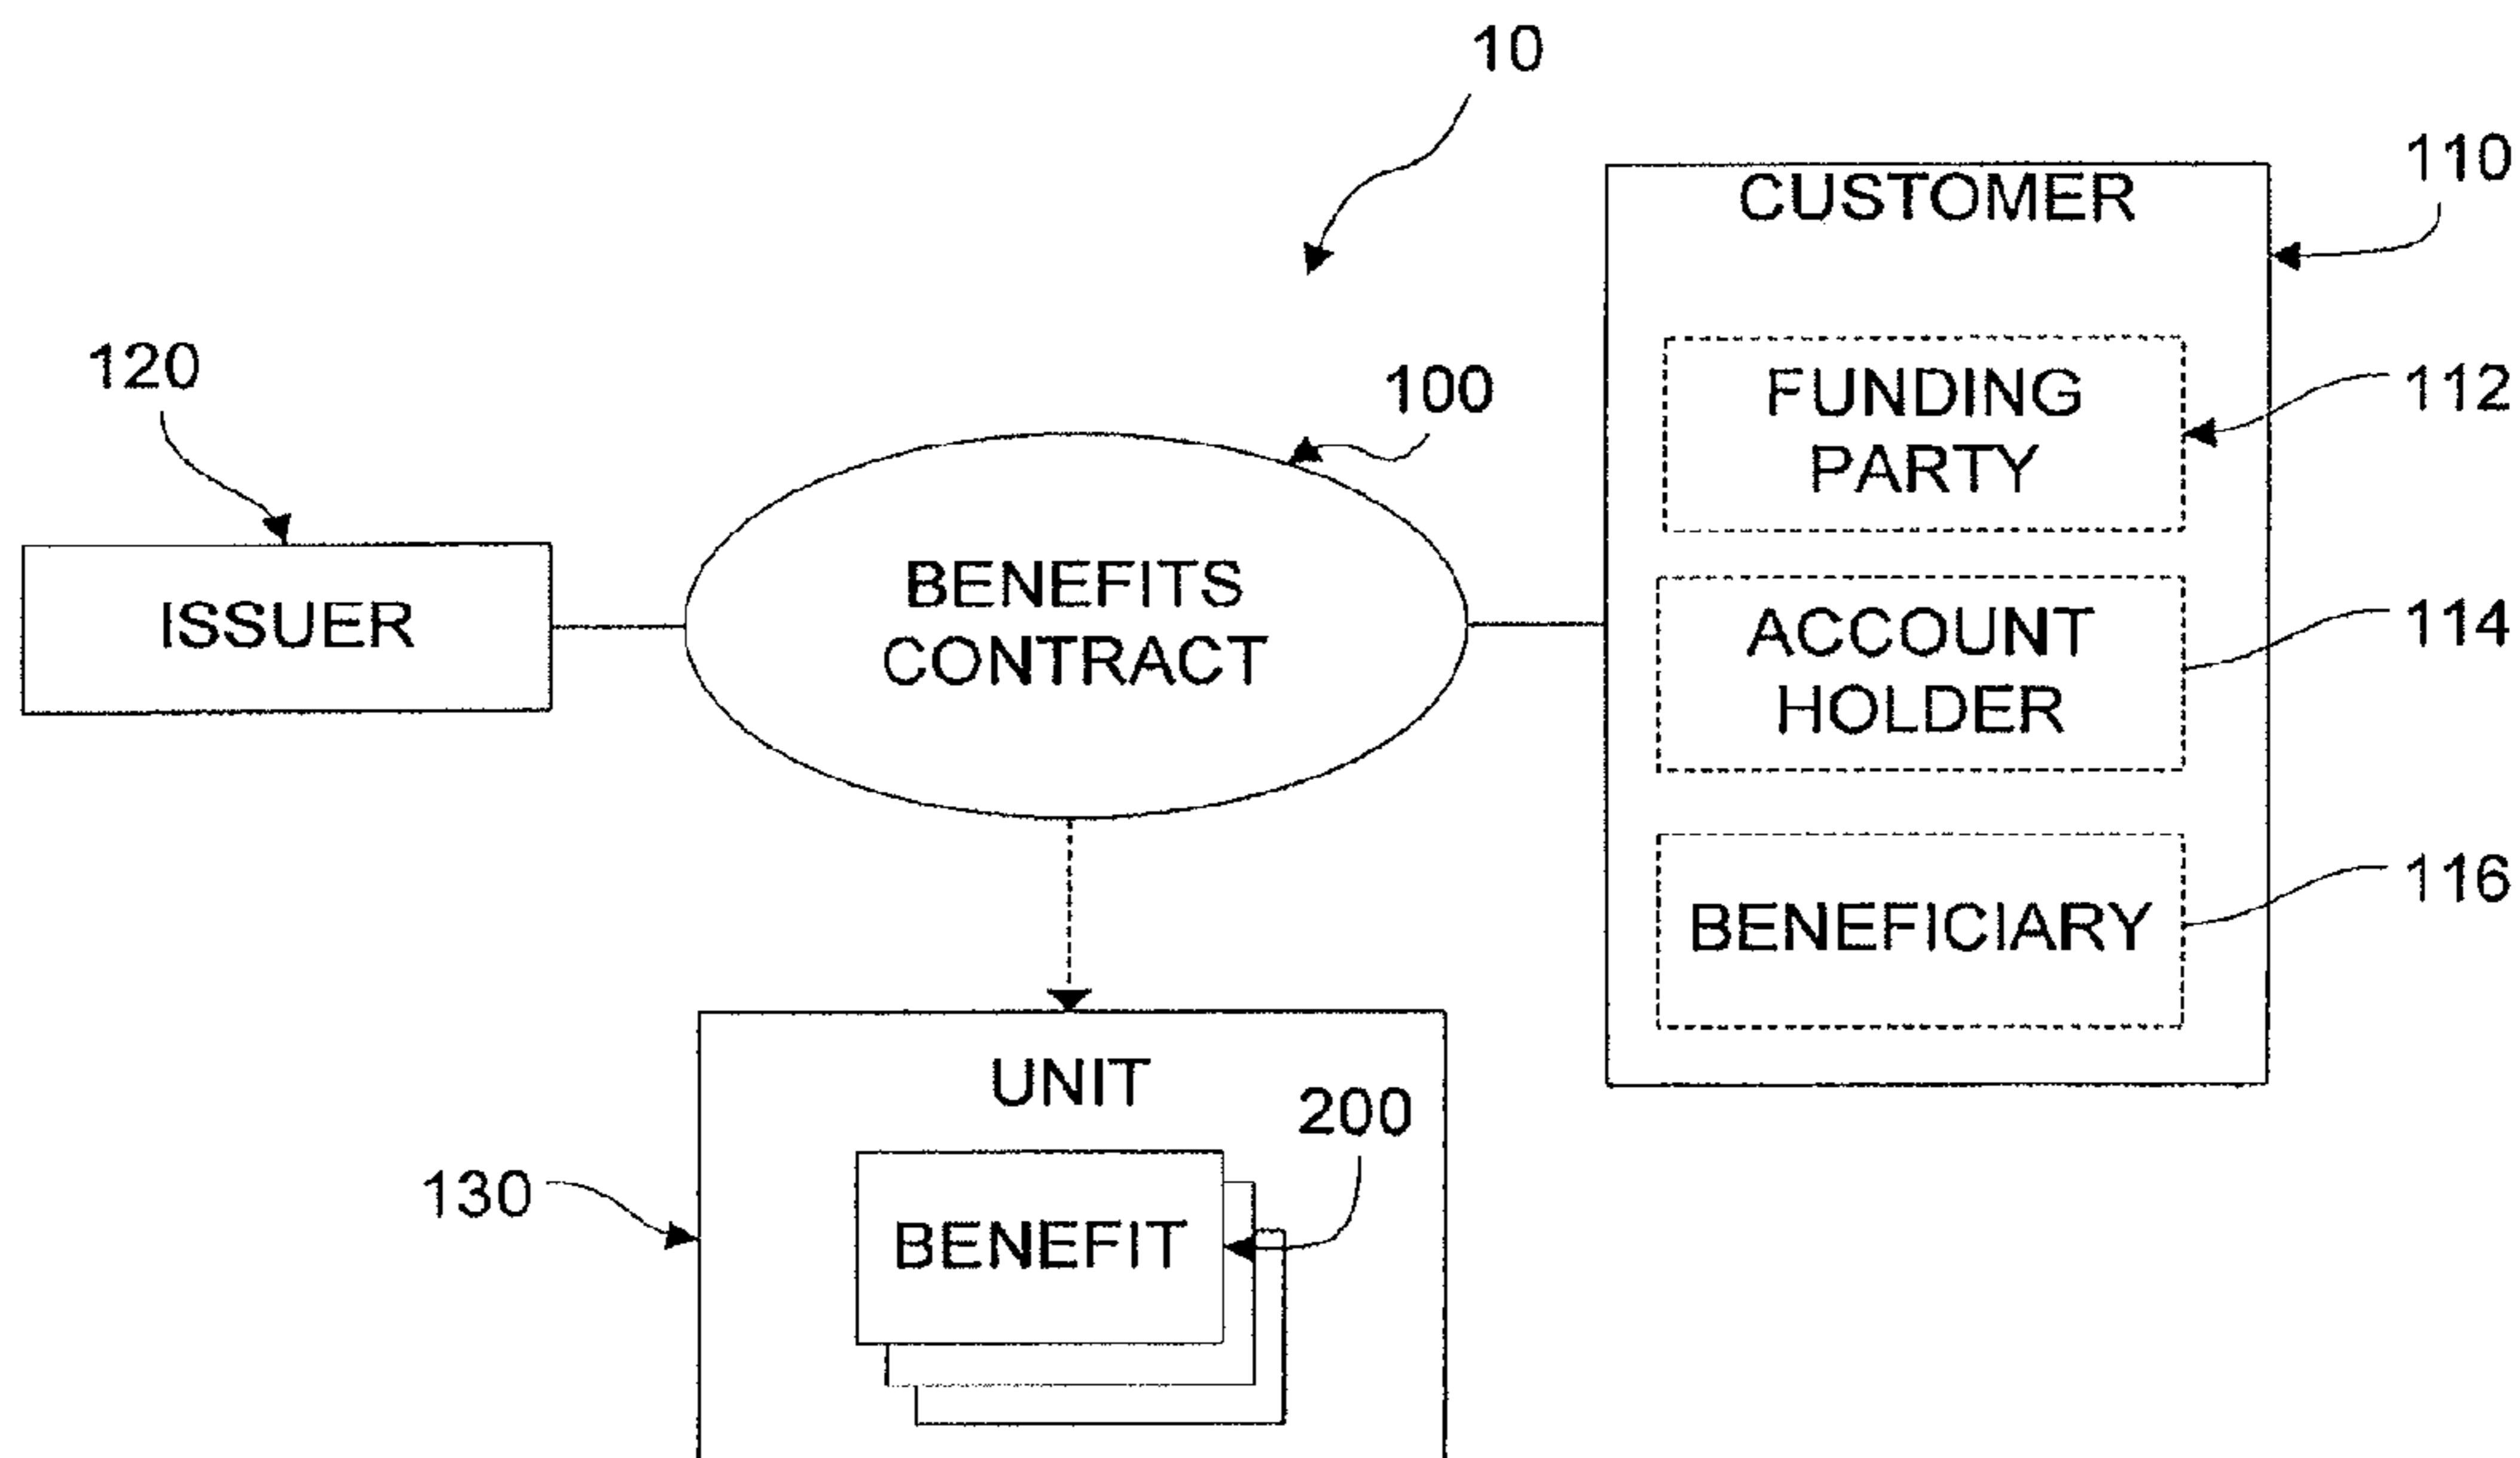 10
110
CUSTOMER
120
100
FUNDING
PARTY
112
ISSUER
BENEFITS
CONTRACT
ACCOUNT
HOLDER
114
BENEFICIARY
116
UNIT
200
130
BENEFIT